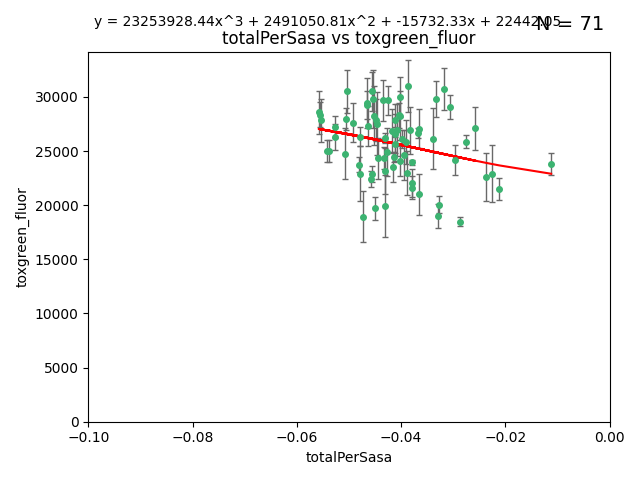 y = 23253928.44x^3 + 2491050.81x^2 + -15732.33x + 22442.05
N = 71
totalPerSasa vs toxgreen_fluor
30000
25000
20000
15000
10000
5000
0
toxgreen_fluor
−0.10 −0.08 −0.06 −0.04 −0.02 0.00
totalPerSasa